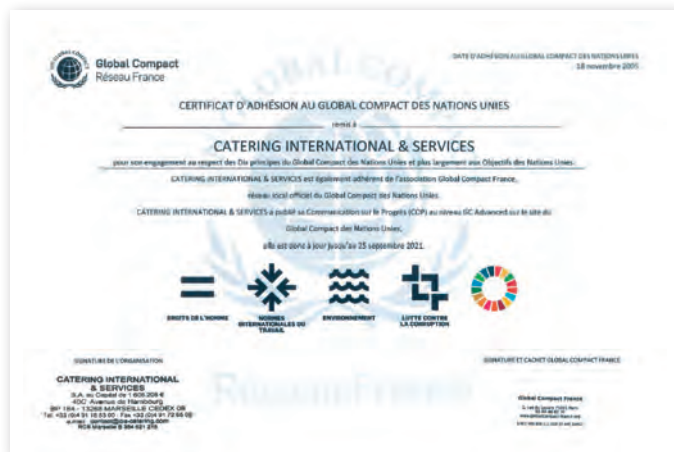 Global Compact
Réseau France
DATE D'ADHÉSION AU GLOBAL COMPACT DES NATIONS UNIES
18 novembre 2005
CERTIFICAT D'ADHÉSION AU GLOBAL COMPACT DES NATIONS UNIES
remis à
CATERING INTERNATIONAL & SERVICES
pour son engagement au respect des Dix principes du Global Compact des Nations Unies et plus largement aux Objectifs des Nations Unies.
CATERING INTERNATIONAL & SERVICES est également adhérent de l'association Global Compact France,
réseau local officiel du Global Compact des Nations Unies.
CATERING INTERNATIONAL & SERVICES a publié sa Communication sur le Progrès (COP) au niveau GC Advanced sur le site du
Global Compact des Nations Unies,
elle est donc à jour jusqu'au 25 septembre 2021.
DROITS DE L'HOMME
NORMES
INTERNATIONALES DU
TRAVAIL
ENVIRONNEMENT
LUTTE CONTRE
LA CORRUPTION
SIGNATURE DE L'ORGANISATION
SIGNATURE ET CACHET GLOBAL COMPACT FRANCE
CATERING INTERNATIONAL
& SERVICES
S.A. au Capital de
40C Avenue de Hambourg
BP 184 - 13268 MARSEILLE CEDEX 08
RCS Marseille B
Global Compact France
Réseau France